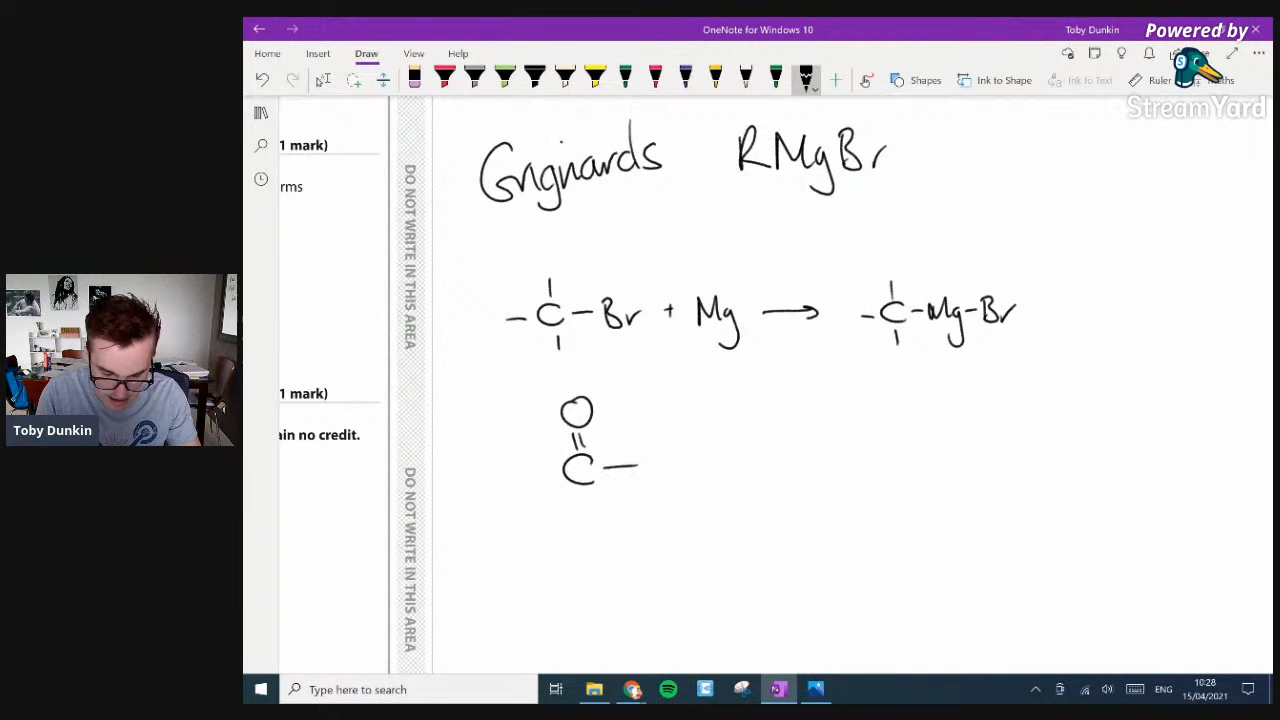 OneNote for Windows 10
Toby Dunkin
Powered by
StreamYard
Home Insert Draw View Help
Shapes Ink to Shape Ink to Text Ruler
1 mark)
rms
1 mark)
ain no credit.
DO NOT WRITE IN THIS AREA
DO NOT WRITE IN THIS AREA
Grignards RMgBr
- C - Br + Mg → - C - Mg - Br
O
C -
Toby Dunkin
Type here to search
ENG
10:28
15/04/2021